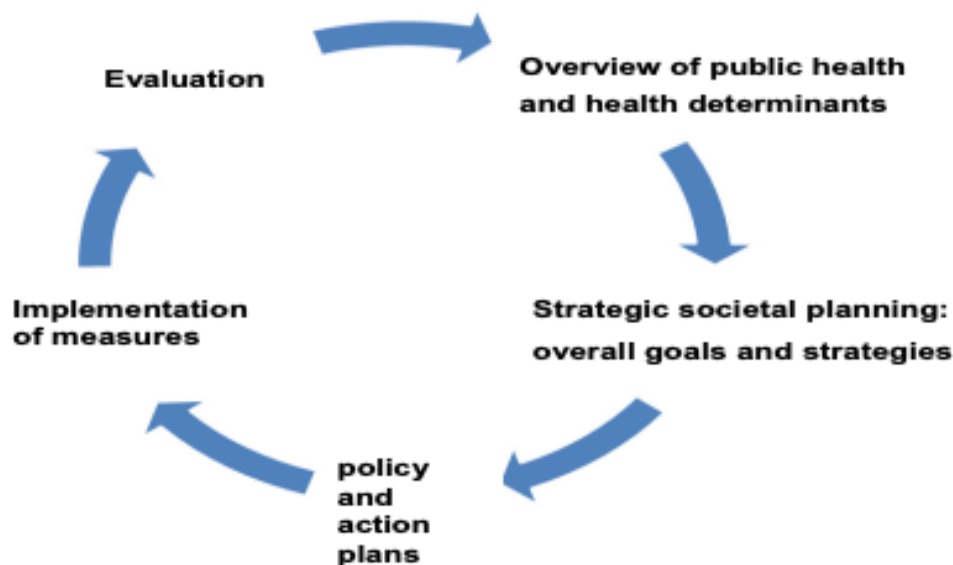 Evaluation
Overview of public health
and health determinants
Strategic societal planning:
overall goals and strategies
policy
and
action
plans
Implementation
of measures